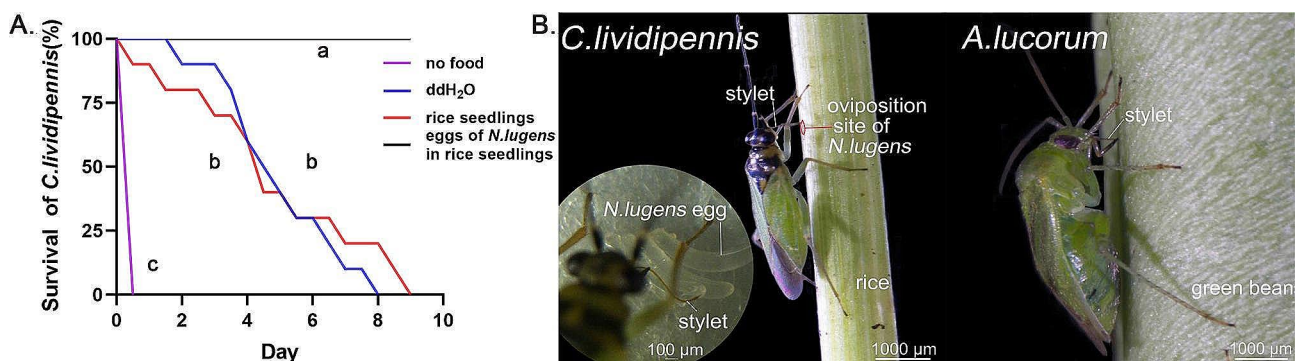 A.
Survival of C.lividipennis(%)
100
75
50
25
0
0 2 4 6 8 10
Day
a
b
b
c
no food
ddH₂O
rice seedlings
eggs of N.lugens
in rice seedlings
B.
C.lividipennis
stylet
oviposition
site of
N.lugens
N.lugens egg
stylet
100 µm
rice
1000 µm
A.lucorum
stylet
green bean
1000 µm